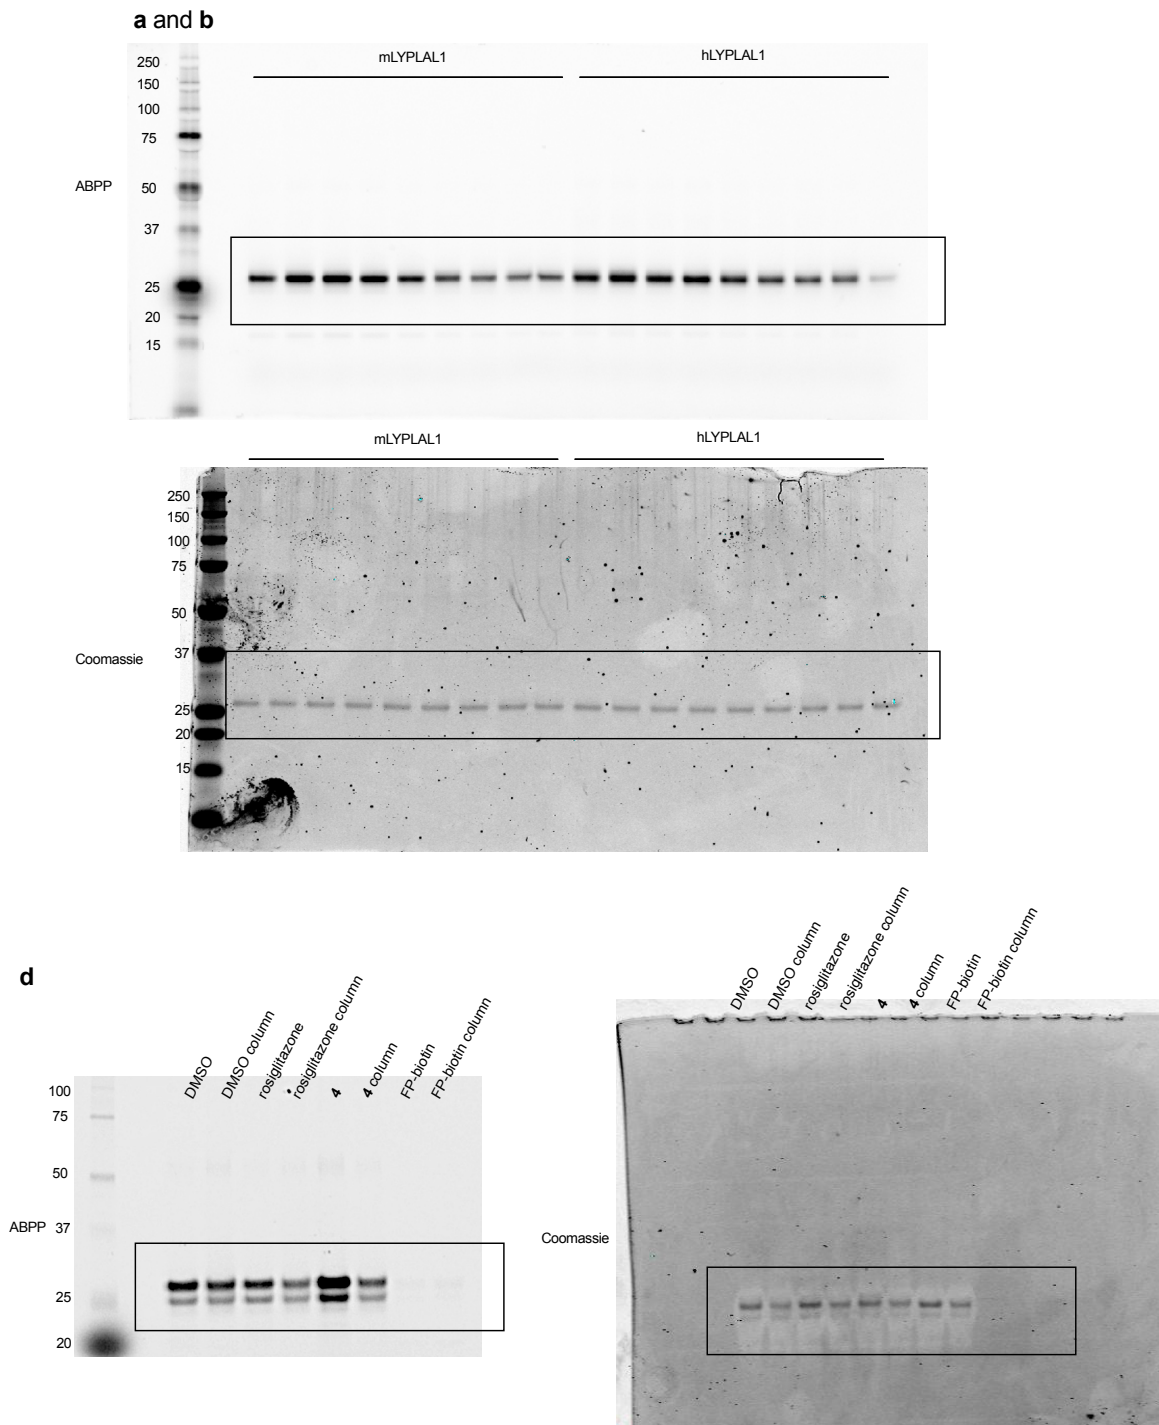 a and b
mLYPLAL1
hLYPLAL1
250
150
100
75
ABPP
50
37
25
20
15
mLYPLAL1
hLYPLAL1
250
150
100
75
50
Coomassie
37
25
20
15
d
DMSO
DMSO column
rosiglitazone
rosiglitazone column
4
4 column
FP-biotin
FP-biotin column
100
75
50
ABPP
37
25
20
DMSO
DMSO column
rosiglitazone
rosiglitazone column
4
4 column
FP-biotin
FP-biotin column
Coomassie